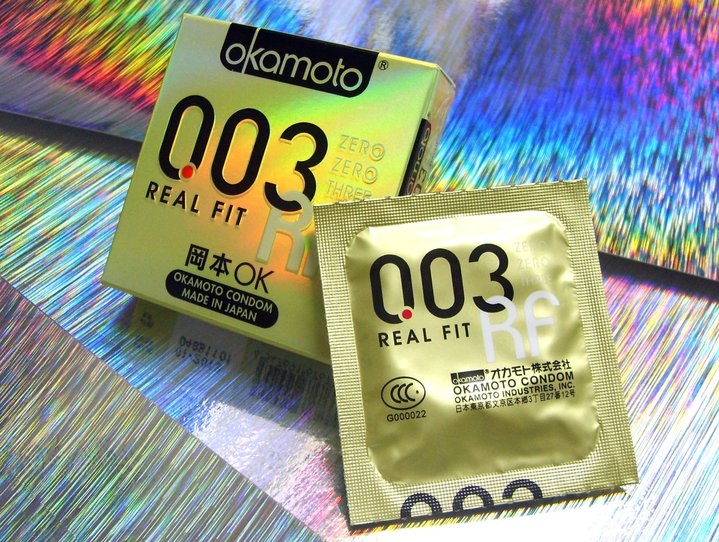 okamoto®
0.03
ZERO
ZERO
THREE
REAL FIT
RF
岡本OK
OKAMOTO CONDOM
MADE IN JAPAN
0.03
ZERO
ZERO
THREE
REAL FIT
RF
okamoto® オカモト株式会社
OKAMOTO CONDOM
OKAMOTO INDUSTRIES, INC.
日本東京都文京区本郷3丁目27番12号
CCC
G000022
003